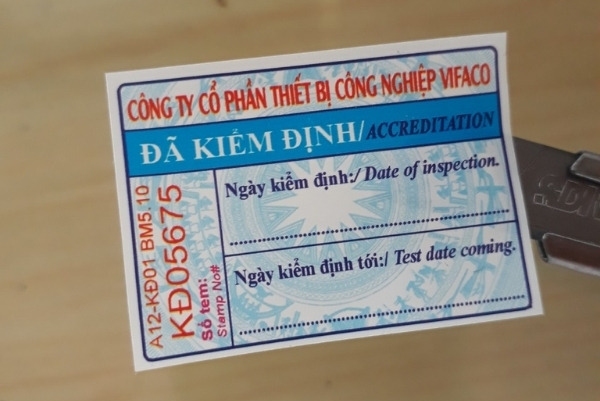 CÔNG TY CỔ PHẦN THIẾT BỊ CÔNG NGHIỆP VIFACO
ĐÃ KIỂM ĐỊNH/ACCREDITATION
A12-KĐ01 BM5.10
KĐ05675
Số tem:
Stamp No#
Ngày kiểm định:/ Date of inspection.
Ngày kiểm định tới:/ Test date coming.